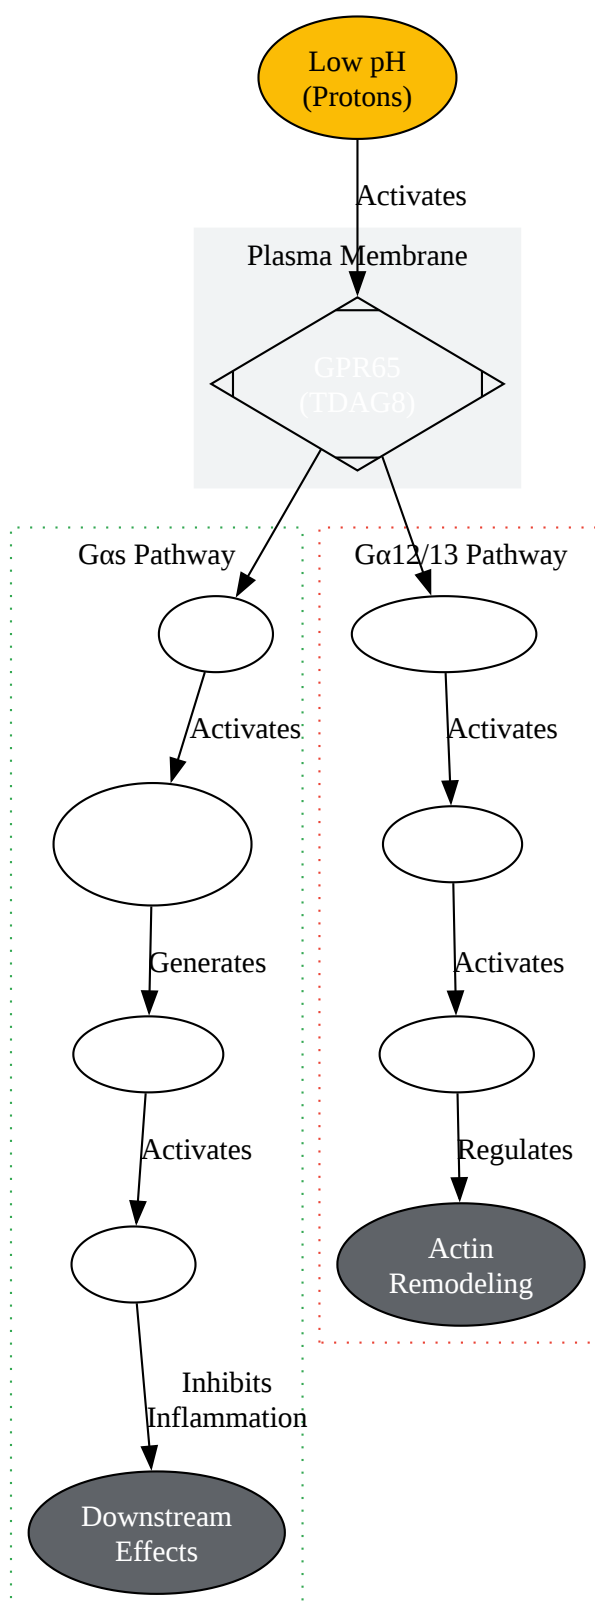 Low pH
(Protons)
Activates
Plasma Membrane
GPR65
(TDAG8)
Gαs Pathway
Gα12/13 Pathway
Activates
Activates
Generates
Activates
Activates
Regulates
Actin
Remodeling
Inhibits
Inflammation
Downstream
Effects